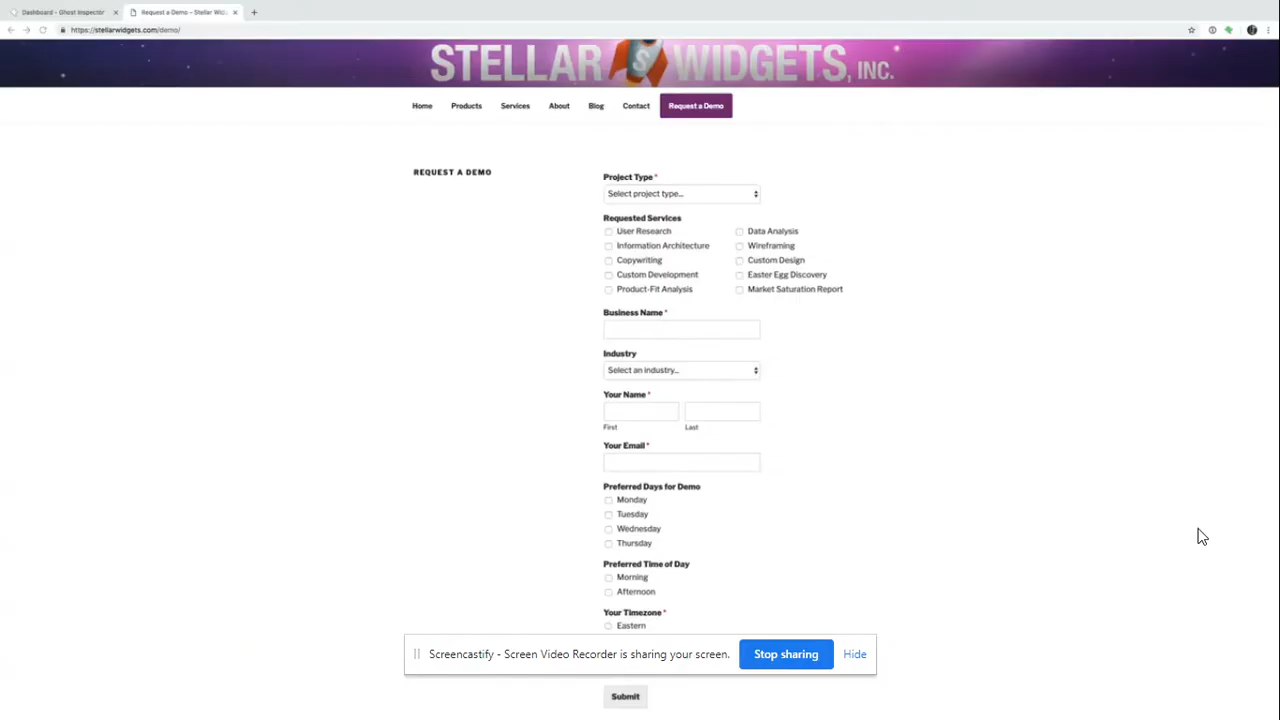 Dashboard - Ghost Inspector
Request a Demo – Stellar Wid
https://stellarwidgets.com/demo/
STELLAR S WIDGETS, INC.
Home Products Services About Blog Contact Request a Demo
REQUEST A DEMO
Project Type *
Select project type...
Requested Services
User Research Data Analysis
Information Architecture Wireframing
Copywriting Custom Design
Custom Development Easter Egg Discovery
Product-Fit Analysis Market Saturation Report
Business Name *
Industry
Select an industry...
Your Name *
First Last
Your Email *
Preferred Days for Demo
Monday
Tuesday
Wednesday
Thursday
Preferred Time of Day
Morning
Afternoon
Your Timezone *
Eastern
Screencastify - Screen Video Recorder is sharing your screen. Stop sharing Hide
Submit